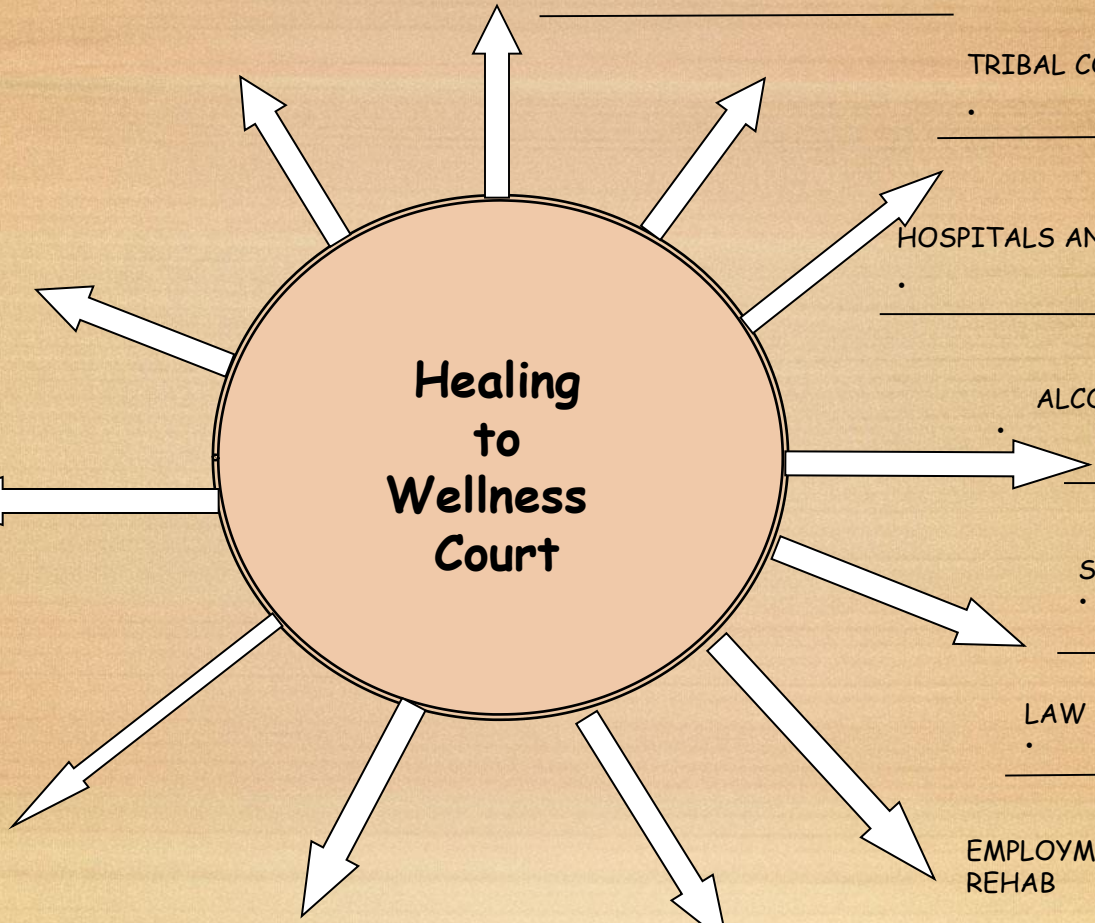 TRIBAL CO
•
HOSPITALS AN
•
Healing
to
Wellness
Court
ALCO
•
S
•
LAW
•
EMPLOYM
REHAB